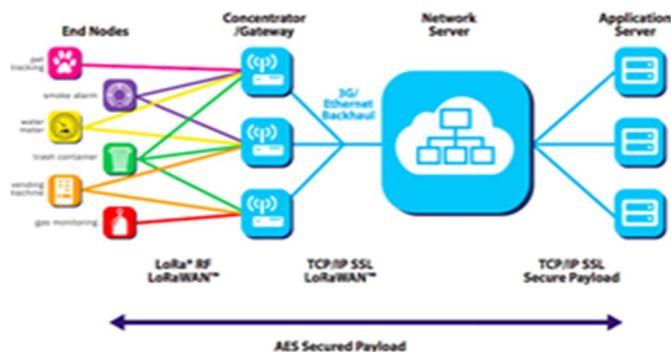 End Nodes
Concentrator
/Gateway
Network
Server
Application
Server
pet
tracking
smoke alarm
water
meter
trash container
vending
machine
gas monitoring
3G/
Ethernet
Backhaul
LoRa® RF
LoRaWAN™
TCP/IP SSL
LoRaWAN™
TCP/IP SSL
Secure Payload
AES Secured Payload